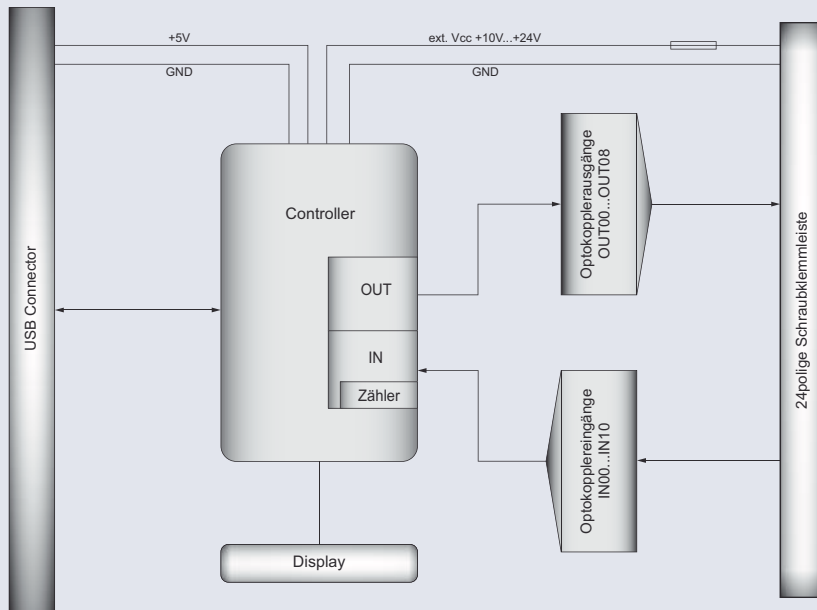 +5V
GND
ext. Vcc +10V...+24V
GND
USB Connector
Controller
OUT
IN
Zähler
Display
Optokopplerausgänge
OUT00...OUT08
Optokopplereingänge
IN00...IN10
24polige Schraubklemmleiste